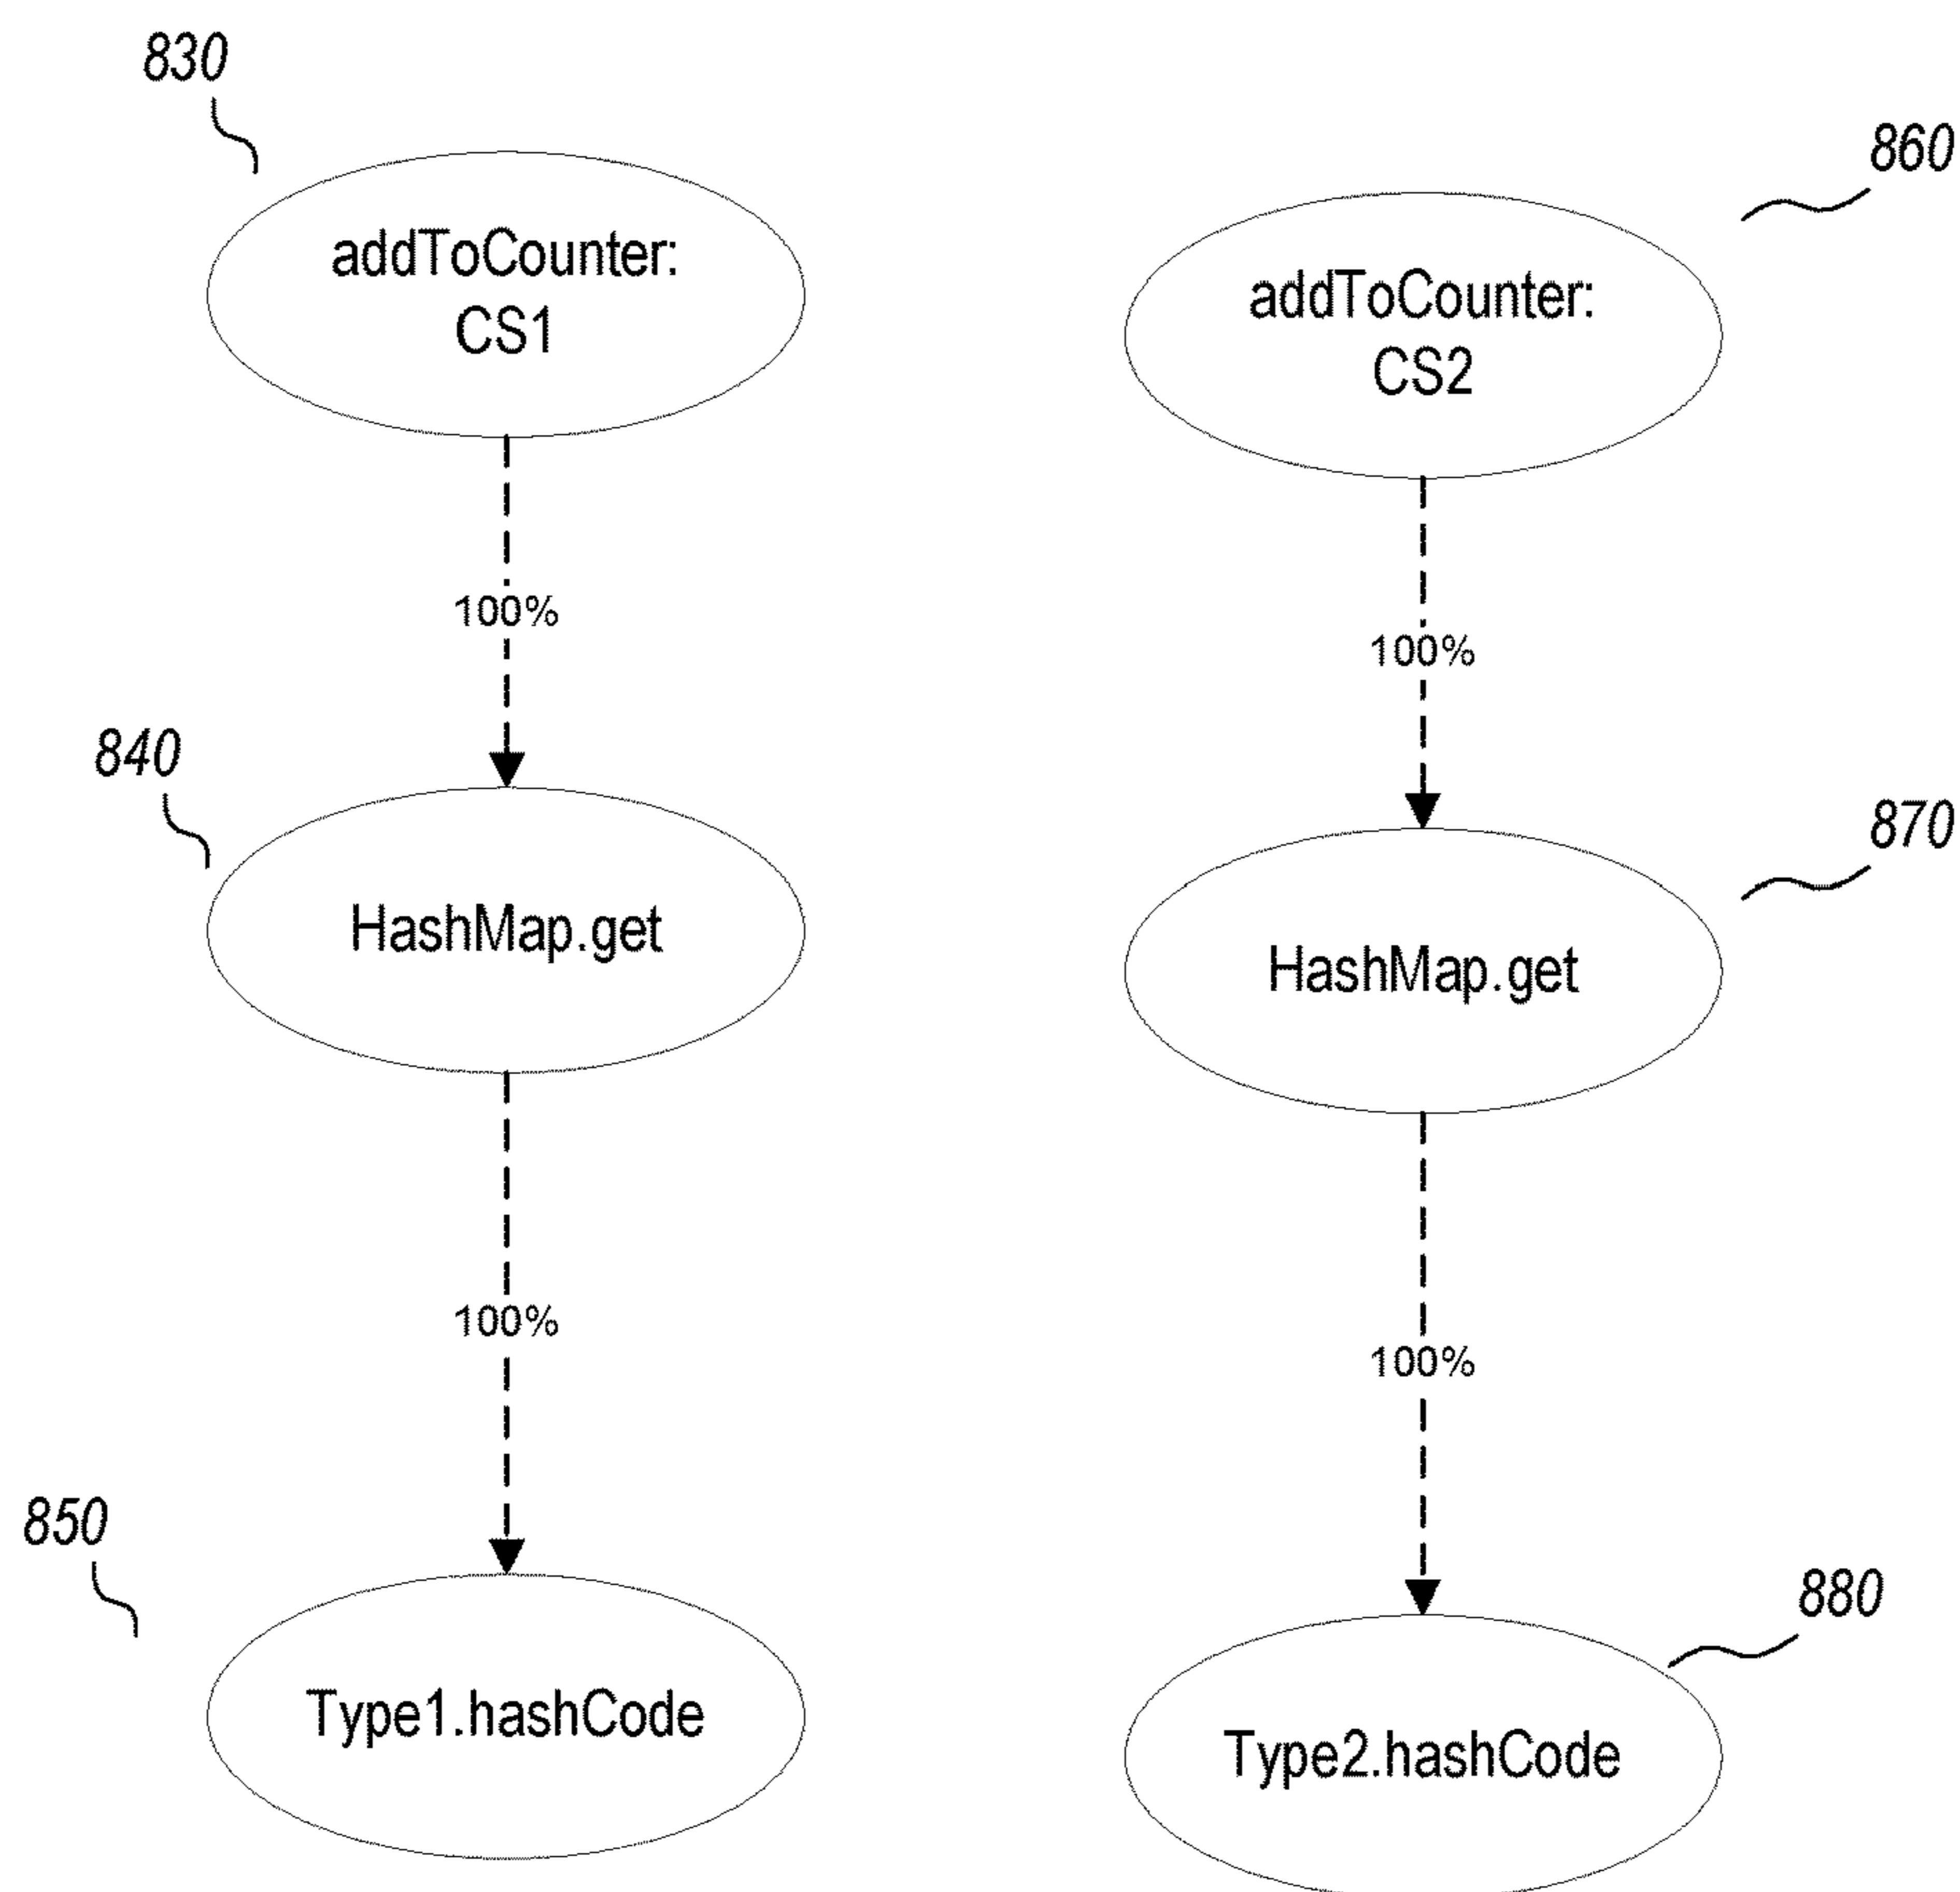 830
addToCounter:
CS1
100%
840
HashMap.get
100%
850
Type1.hashCode
860
addToCounter:
CS2
100%
870
HashMap.get
100%
880
Type2.hashCode